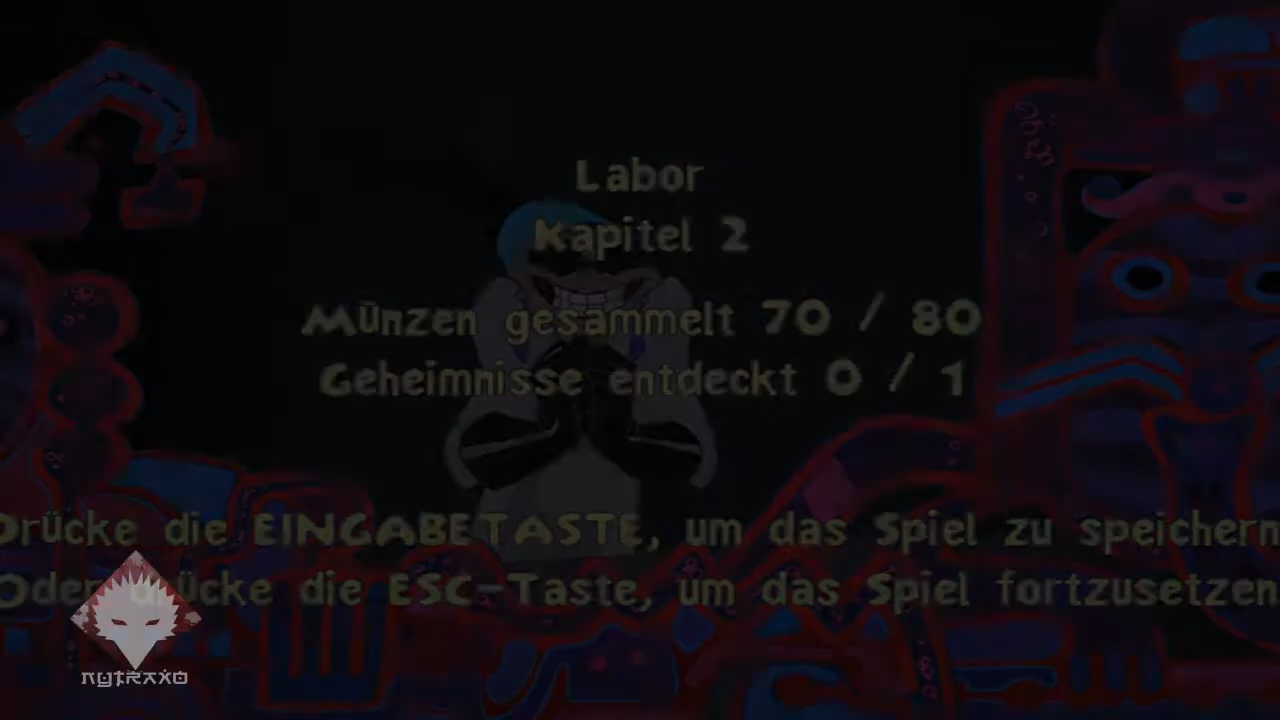 Labor
Kapitel 2
Münzen gesammelt 70 / 80
Geheimnisse entdeckt 0 / 1
Drücke die EINGABETASTE, um das Spiel zu speichern
Oder drücke die ESC-Taste, um das Spiel fortzusetzen
nytraxo